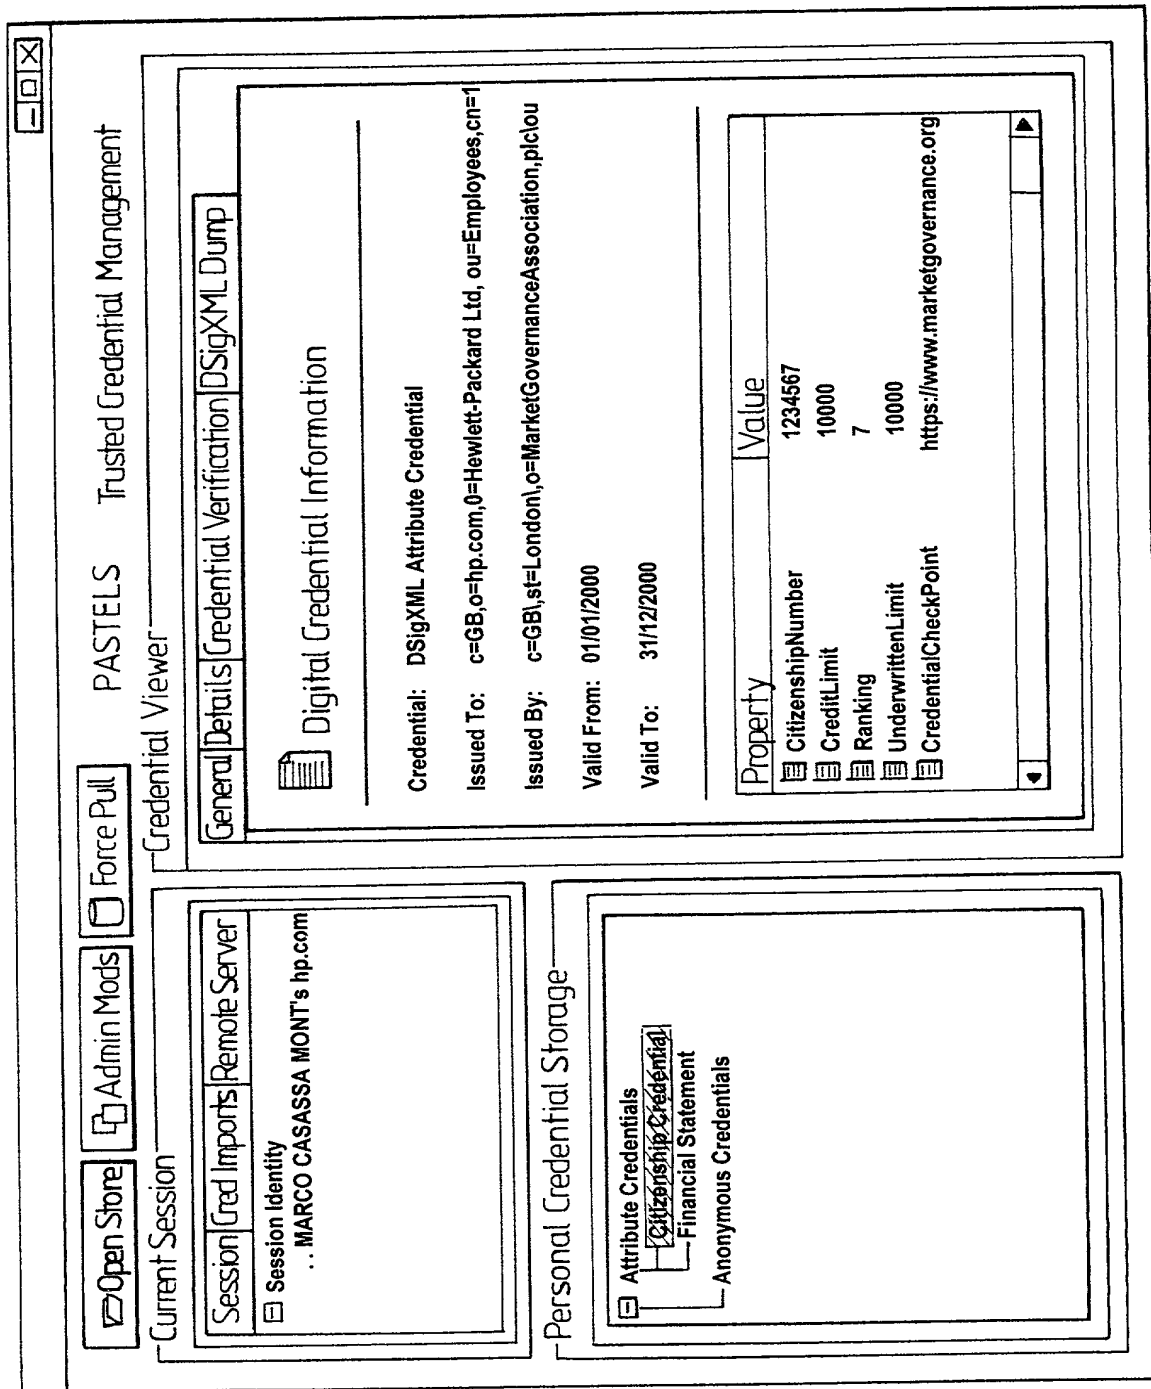 Open Store Admin Mods Force Pull PASTELS Trusted Credential Management
Current Session
Session Cred Imports Remote Server
Session Identity
. . MARCO CASASSA MONT's hp.com
Personal Credential Storage
Attribute Credentials
Citizenship Credential
Financial Statement
Anonymous Credentials
Credential Viewer
General Details Credential Verification DSigXML Dump
Digital Credential Information
Credential: DSigXML Attribute Credential
Issued To: c=GB,o=hp.com,0=Hewlett-Packard Ltd, ou=Employees,cn=1
Issued By: c=GB\,st=London\,o=MarketGovernanceAssociation,plclou
Valid From: 01/01/2000
Valid To: 31/12/2000
Property Value
CitizenshipNumber 1234567
CreditLimit 10000
Ranking 7
UnderwrittenLimit 10000
CredentialCheckPoint https://www.marketgovernance.org